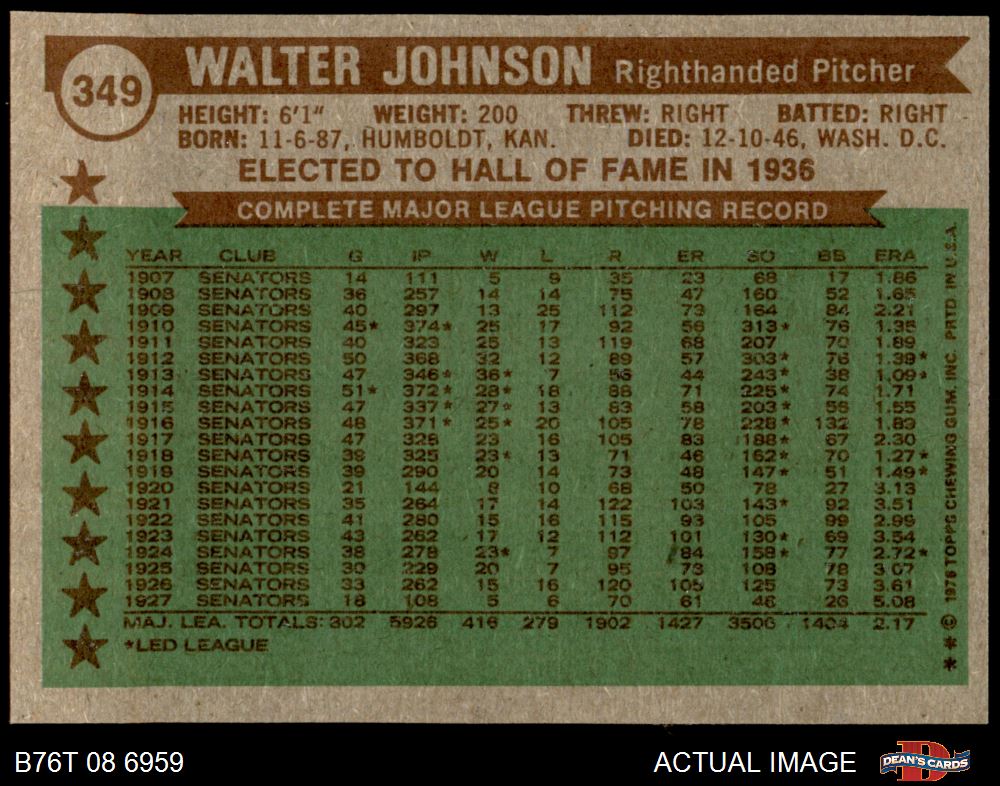 349
WALTER JOHNSON Righthanded Pitcher
HEIGHT: 6'1" WEIGHT: 200 THREW: RIGHT BATTED: RIGHT
BORN: 11-6-87, HUMBOLDT, KAN. DIED: 12-10-46, WASH. D.C.
ELECTED TO HALL OF FAME IN 1936
COMPLETE MAJOR LEAGUE PITCHING RECORD
YEAR CLUB G IP W L R ER SO BB ERA
1907 SENATORS 14 111 5 9 35 23 68 17 1.86
1908 SENATORS 36 257 14 14 75 47 160 52 1.65
1909 SENATORS 40 297 13 25 112 73 164 84 2.21
1910 SENATORS 45* 374* 25 17 92 56 313* 76 1.35
1911 SENATORS 40 323 25 13 119 68 207 70 1.89
1912 SENATORS 50 368 32 12 89 57 303* 76 1.39*
1913 SENATORS 47 346* 36* 7 56 44 243* 38 1.09*
1914 SENATORS 51* 372* 28* 18 88 71 225* 74 1.71
1915 SENATORS 47 337* 27* 13 83 58 203* 56 1.55
1916 SENATORS 48 371* 25* 20 105 78 228* 132 1.89
1917 SENATORS 47 328 23 16 105 83 188* 67 2.30
1918 SENATORS 39 325 23* 13 71 46 162* 70 1.27*
1919 SENATORS 39 290 20 14 73 48 147* 51 1.49*
1920 SENATORS 21 144 8 10 68 50 78 27 3.13
1921 SENATORS 35 264 17 14 122 103 143* 92 3.51
1922 SENATORS 41 280 15 16 115 93 105 99 2.99
1923 SENATORS 43 262 17 12 112 101 130* 69 3.54
1924 SENATORS 38 278 23* 7 97 84 158* 77 2.72*
1925 SENATORS 30 229 20 7 95 73 108 78 3.07
1926 SENATORS 33 262 15 16 120 105 125 73 3.61
1927 SENATORS 18 108 5 6 70 61 48 26 5.08
MAJ. LEA. TOTALS: 302 5926 416 279 1902 1427 3506 1404 2.17
*LED LEAGUE
* * © 1976 TOPPS CHEWING GUM, INC. PRTD. IN U.S.A.
B76T 08 6959 ACTUAL IMAGE DEAN'S CARDS